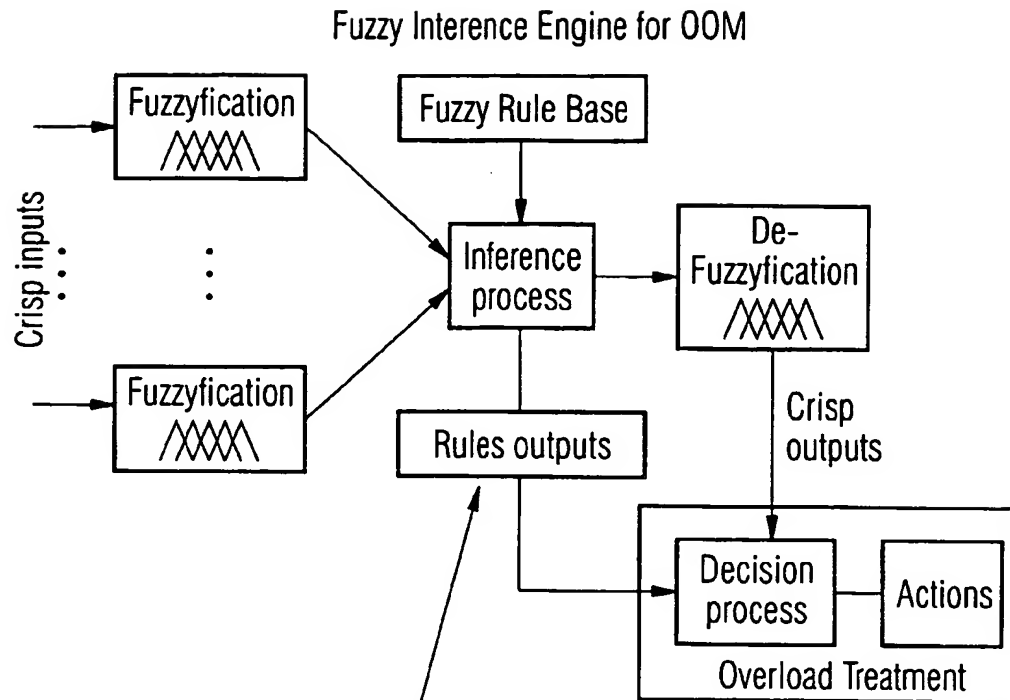 Fuzzy Interence Engine for OOM
Fuzzyfication
Fuzzy Rule Base
Crisp inputs
Inference
process
De-
Fuzzyfication
Fuzzyfication
Rules outputs
Crisp
outputs
Decision
process
Actions
Overload Treatment